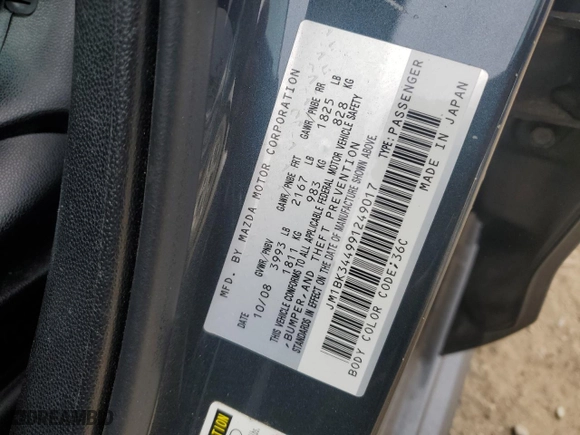 MFD. BY MAZDA MOTOR CORPORATION
DATE GVWR/PNBV GAWR/PNBE FRT GAWR/PNBE RR
10/08 3993 LB 2167 LB 1825 LB
1811 KG 983 KG 828 KG
THIS VEHICLE CONFORMS TO ALL APPLICABLE FEDERAL MOTOR VEHICLE SAFETY
,BUMPER,AND THEFT PREVENTION
STANDARDS IN EFFECT ON THE DATE OF MANUFACTURE SHOWN ABOVE.
JM1BK344991249017 TYPE:PASSENGER
BODY COLOR CODE;36C MADE IN JAPAN